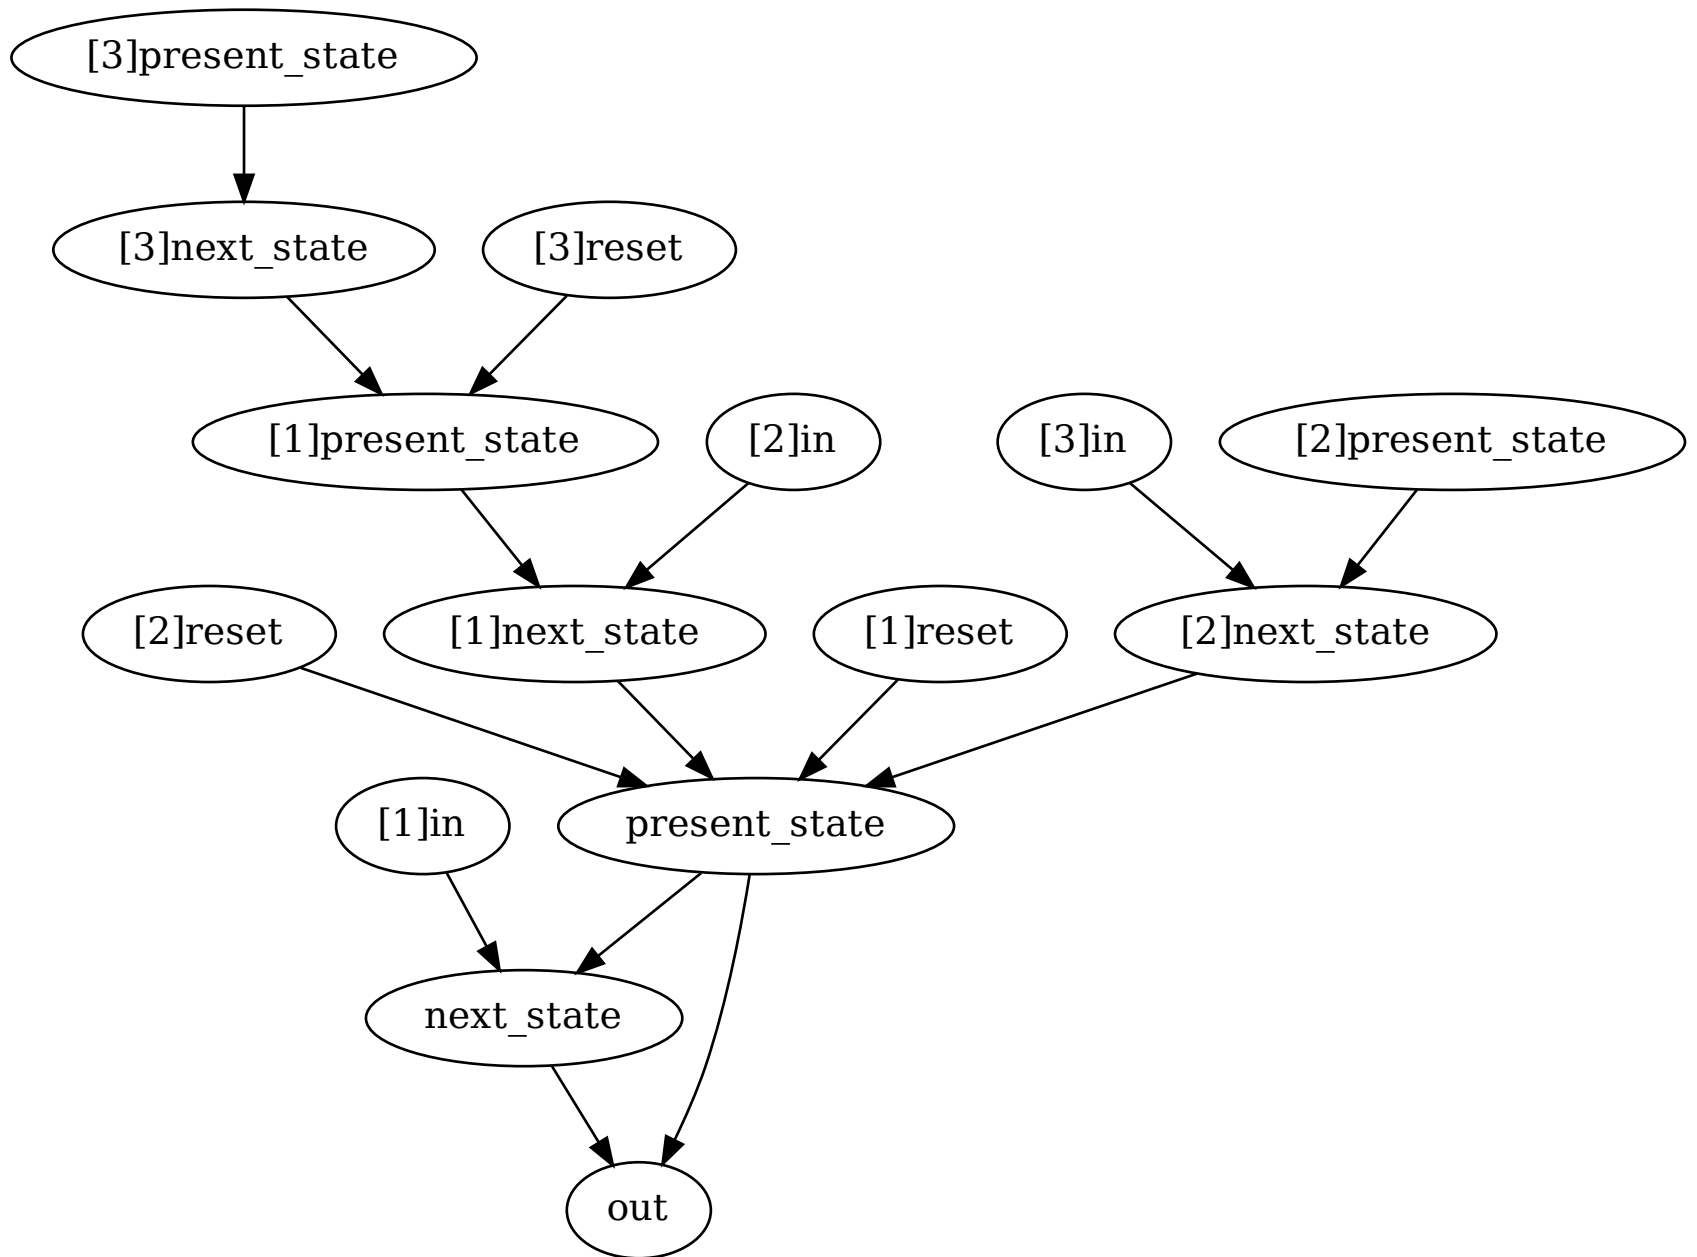 [3]present_state
[3]next_state
[3]reset
[1]present_state
[2]in
[3]in
[2]present_state
[2]reset
[1]next_state
[1]reset
[2]next_state
[1]in
present_state
next_state
out